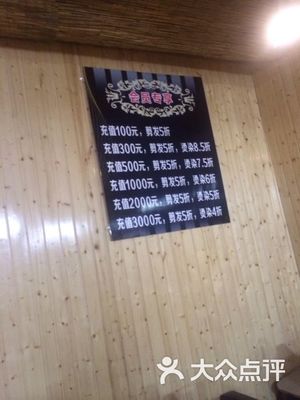 会员专享
充值100元，剪发5折
充值300元，剪发5折，烫染8.5折
充值500元，剪发5折，烫染7.5折
充值1000元，剪发5折，烫染6折
充值2000元，剪发5折，烫染5折
充值3000元，剪发5折，烫染4折
大众点评